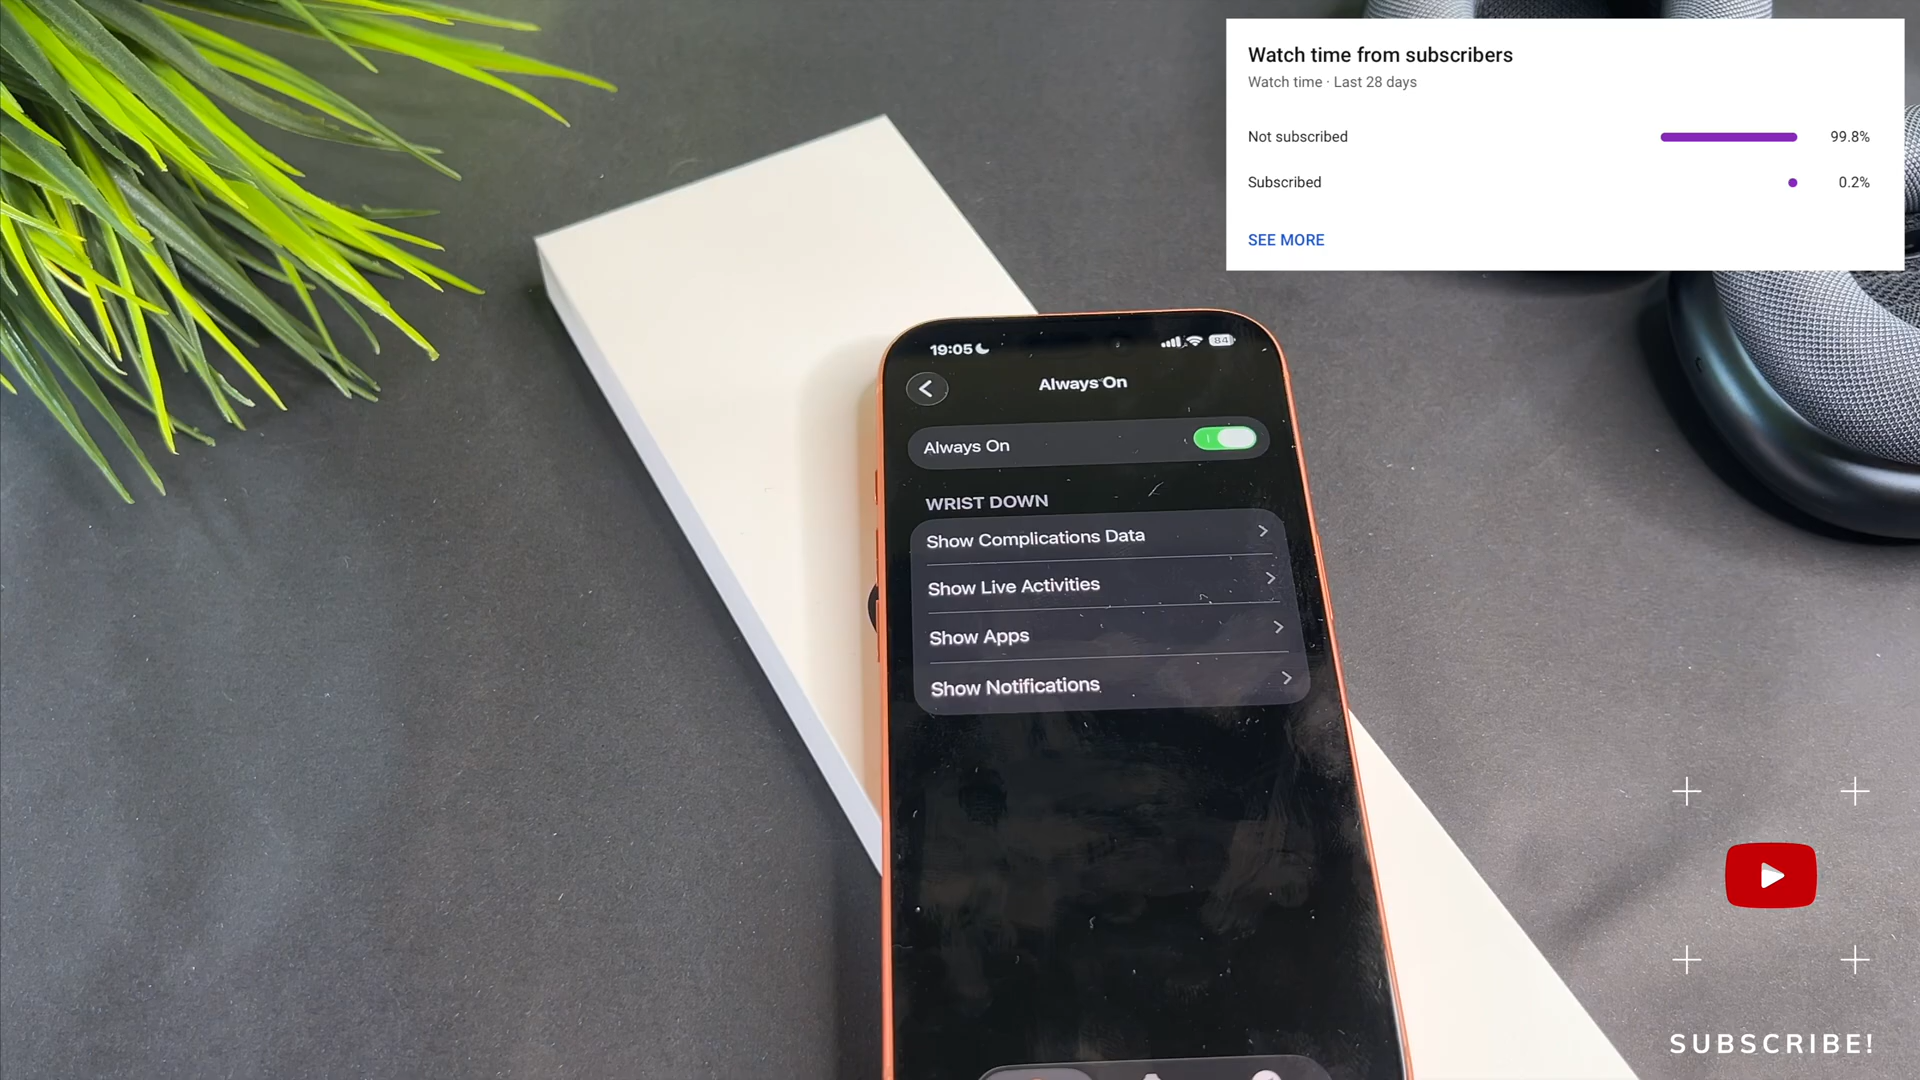 Watch time from subscribers
Watch time · Last 28 days
Not subscribed 99.8%
Subscribed 0.2%
SEE MORE
19:05 84
Always On
Always On
WRIST DOWN
Show Complications Data
Show Live Activities
Show Apps
Show Notifications
SUBSCRIBE!